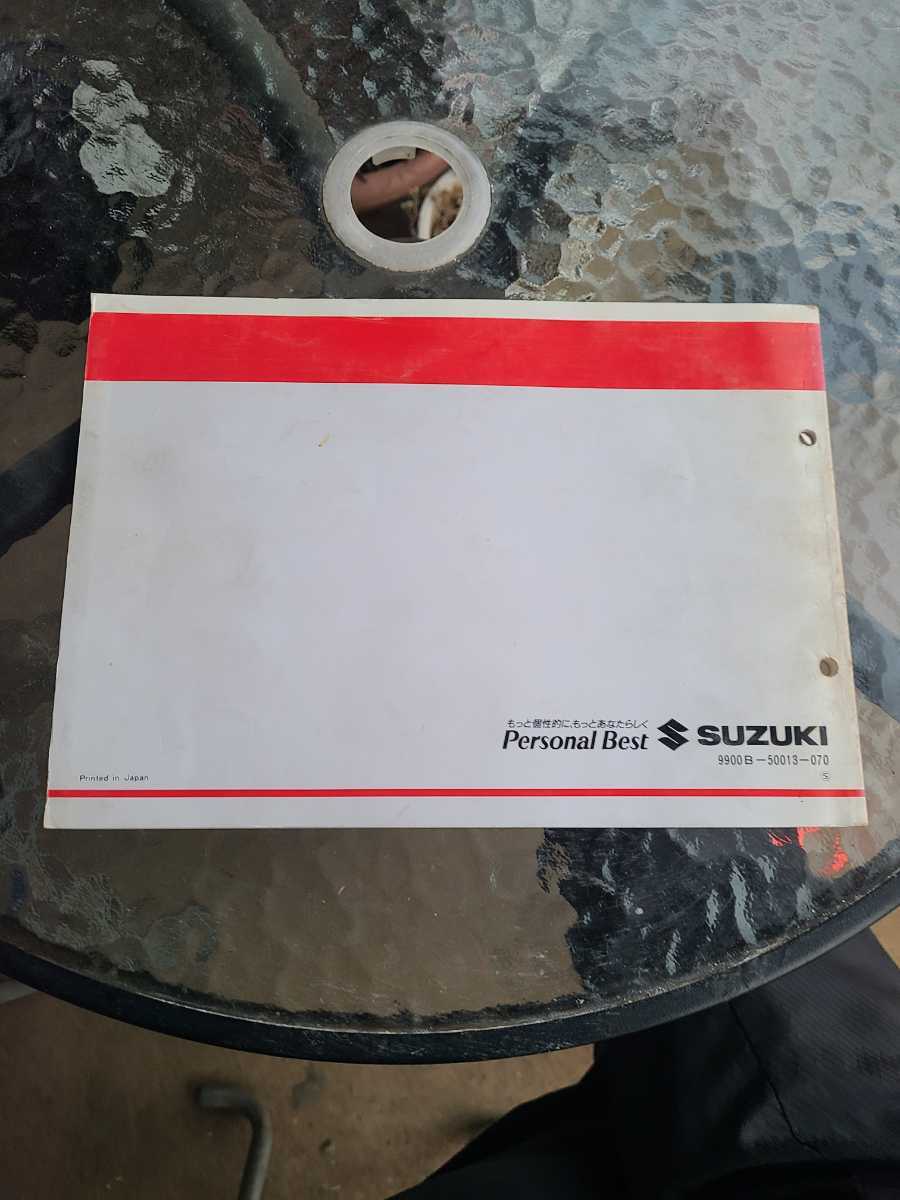 もっと個性的に、もっとあなたらしく
Personal Best SUZUKI
9900B-50013-070
Printed in Japan
Ⓢ